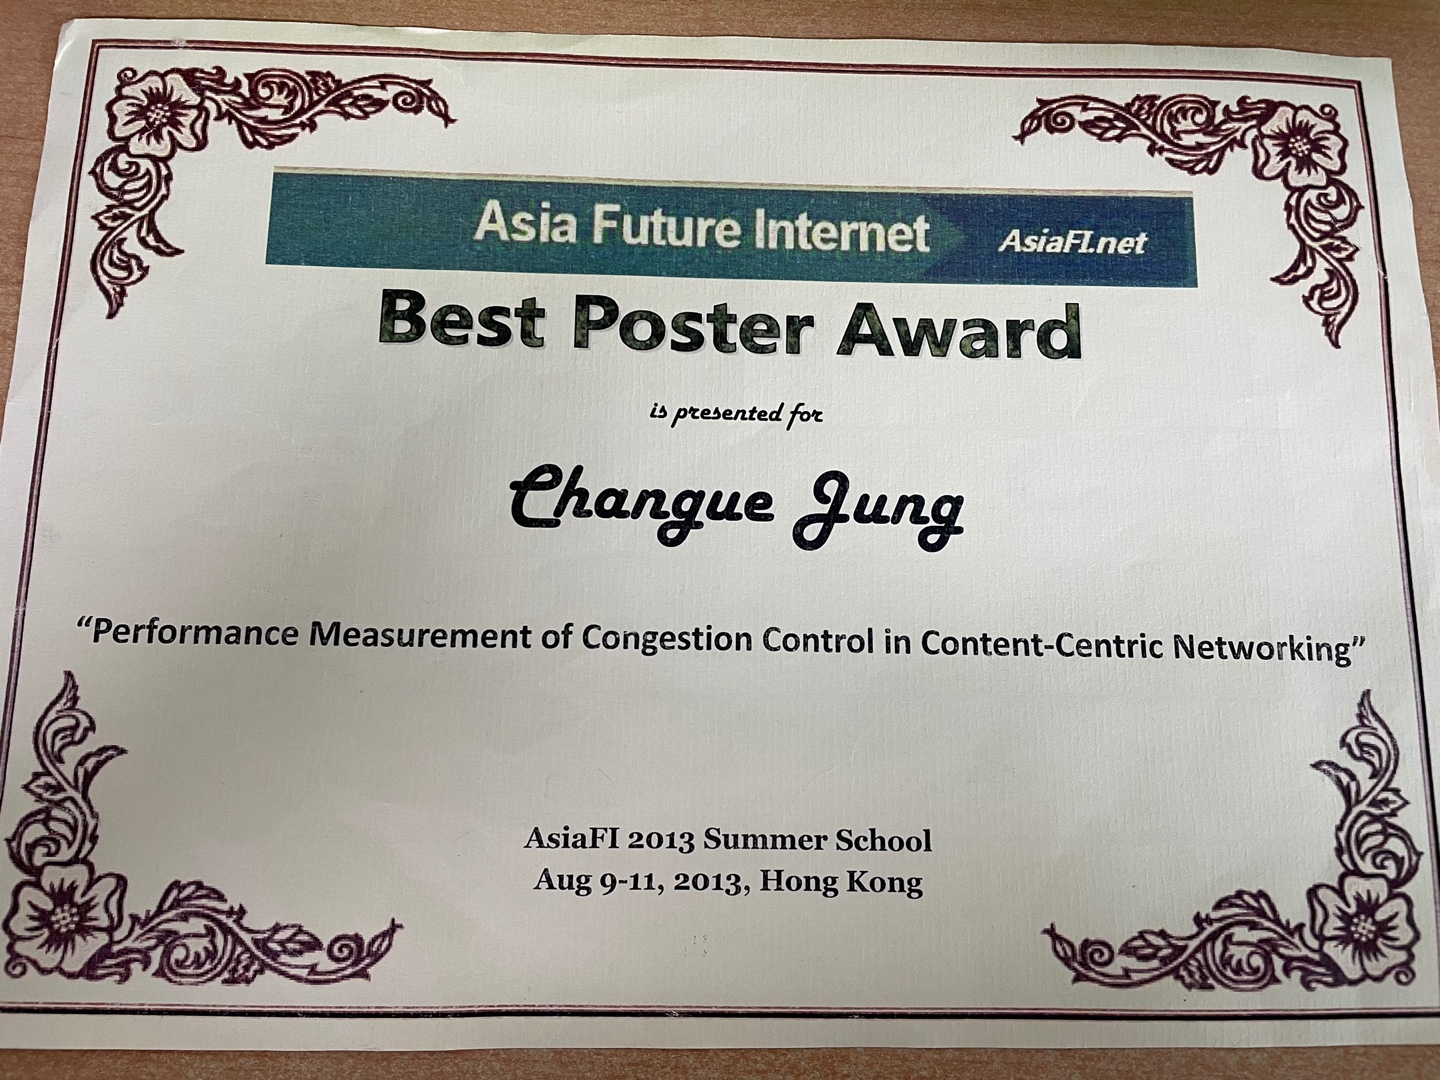 Asia Future Internet AsiaFI.net
Best Poster Award
is presented for
Changue Jung
“Performance Measurement of Congestion Control in Content-Centric Networking”
AsiaFI 2013 Summer School
Aug 9-11, 2013, Hong Kong